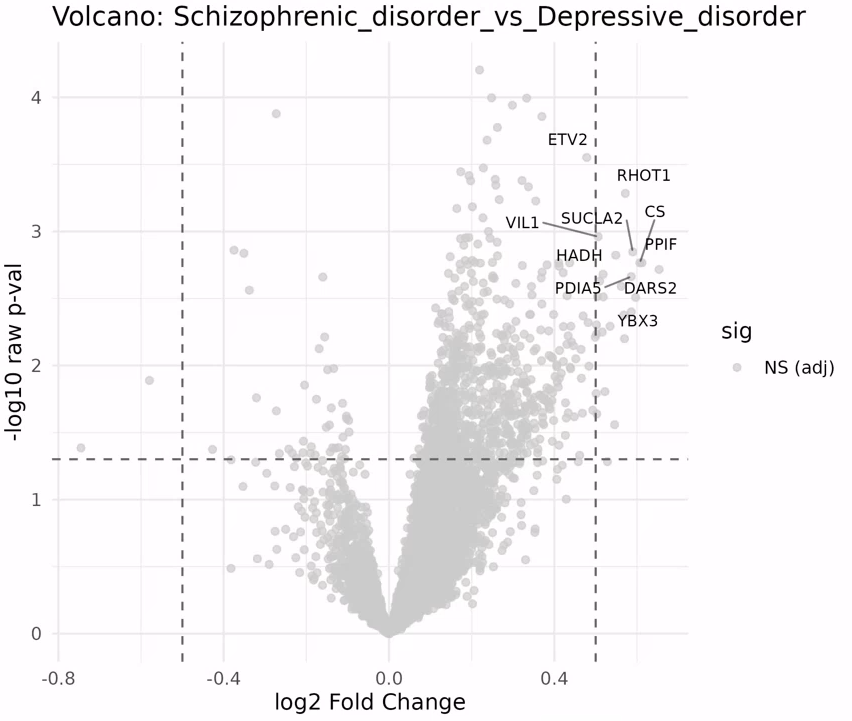 Volcano: Schizophrenic_disorder_vs_Depressive_disorder
4
3
2
1
0
-log10 raw p-val
ETV2
RHOT1
SUCLA2
CS
VIL1
PPIF
HADH
PDIA5
DARS2
YBX3
sig
NS (adj)
-0.8
-0.4
0.0
0.4
log2 Fold Change